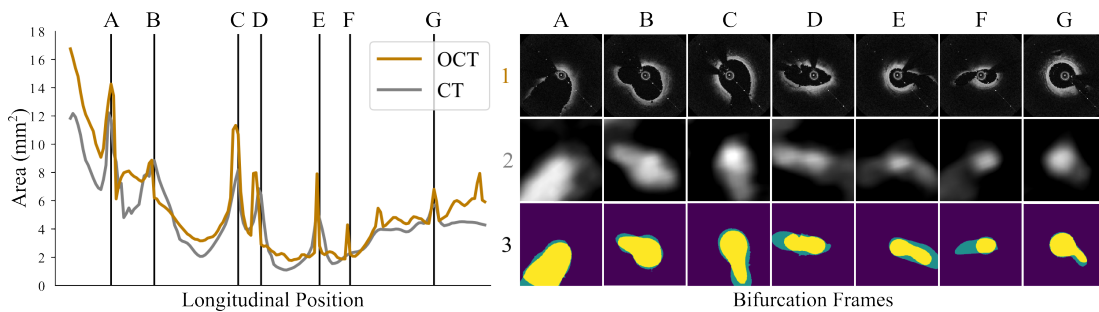 A B C D E F G
18
16
14
12
10
8
6
4
2
0
Area (mm²)
OCT
CT
Longitudinal Position
A B C D E F G
1
2
3
Bifurcation Frames